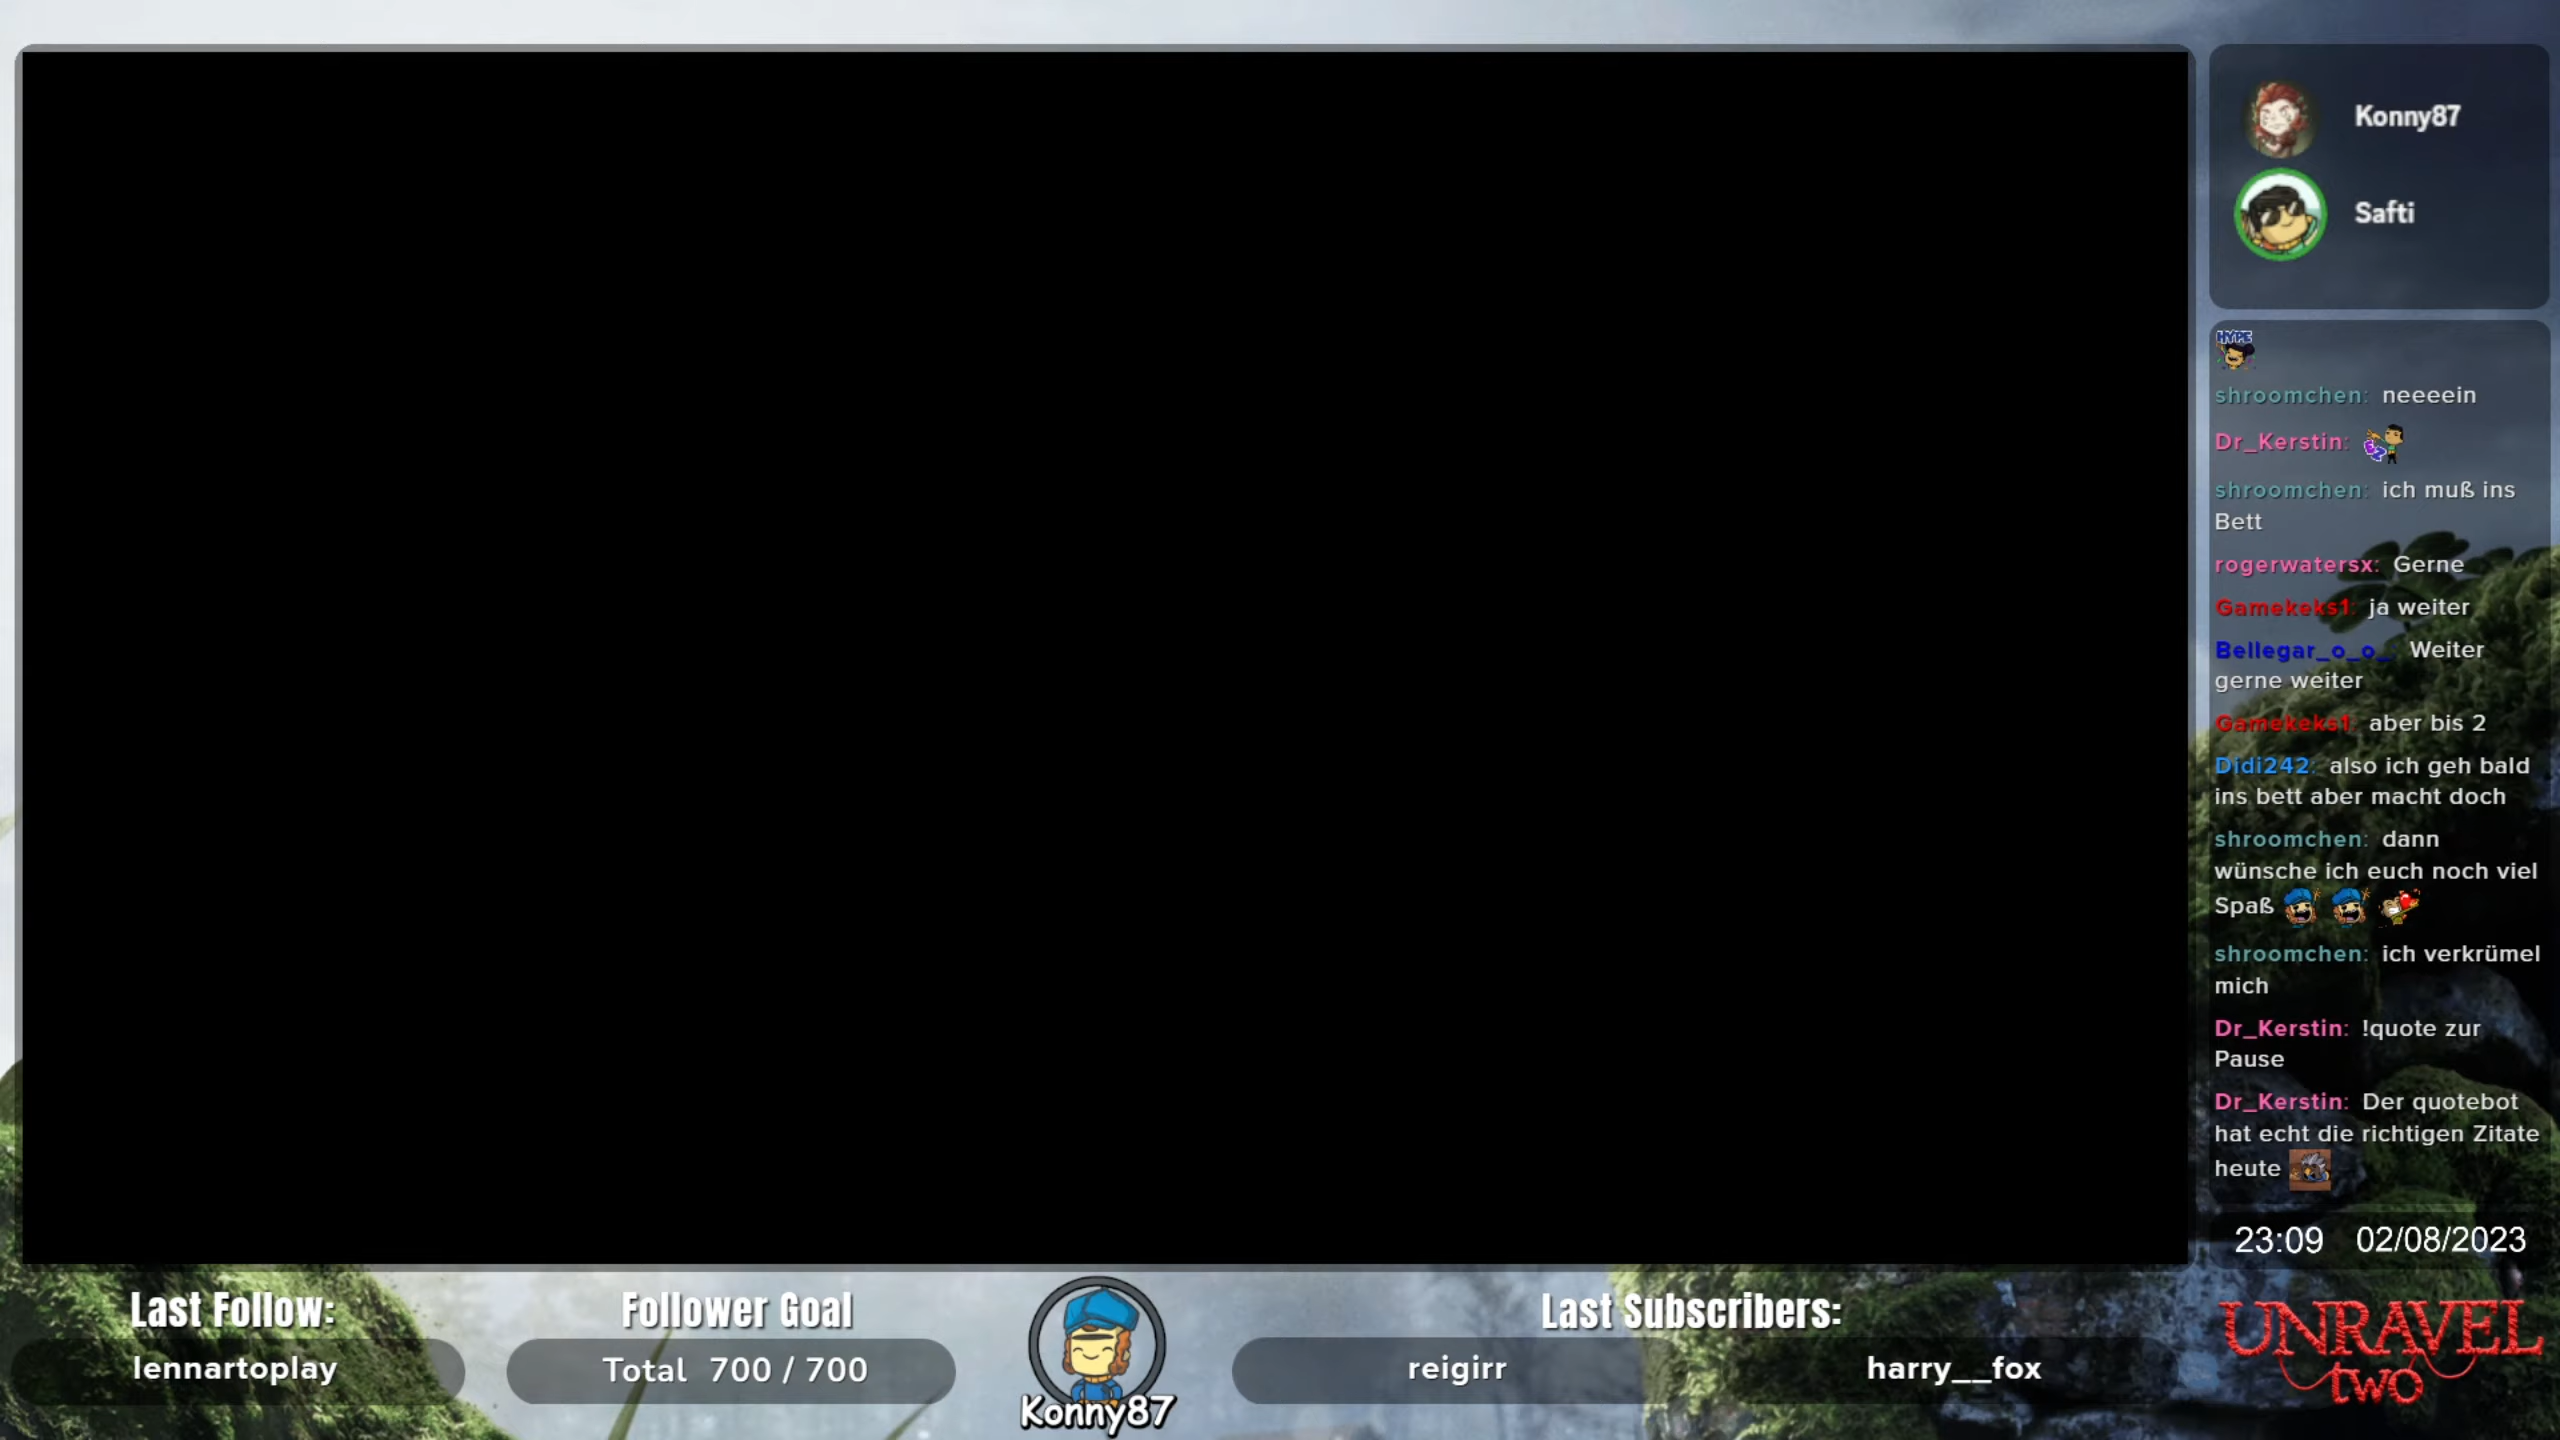 Konny87
Safti
HYPE
shroomchen: neeeein
Dr_Kerstin:
EZ
shroomchen: ich muß ins
Bett
rogerwatersx: Gerne
Gamekeks1: ja weiter
Bellegar_o_o_ Weiter
gerne weiter
Gamekeks1: aber bis 2
Didi242: also ich geh bald
ins bett aber macht doch
shroomchen: dann
wünsche ich euch noch viel
Spaß
shroomchen: ich verkrümel
mich
Dr_Kerstin: !quote zur
Pause
Dr_Kerstin: Der quotebot
hat echt die richtigen Zitate
heute
23:09 02/08/2023
Last Follow:
lennartoplay
Follower Goal
Total 700 / 700
Konny87
Last Subscribers:
reigirr harry__fox
UNRAVEL
two